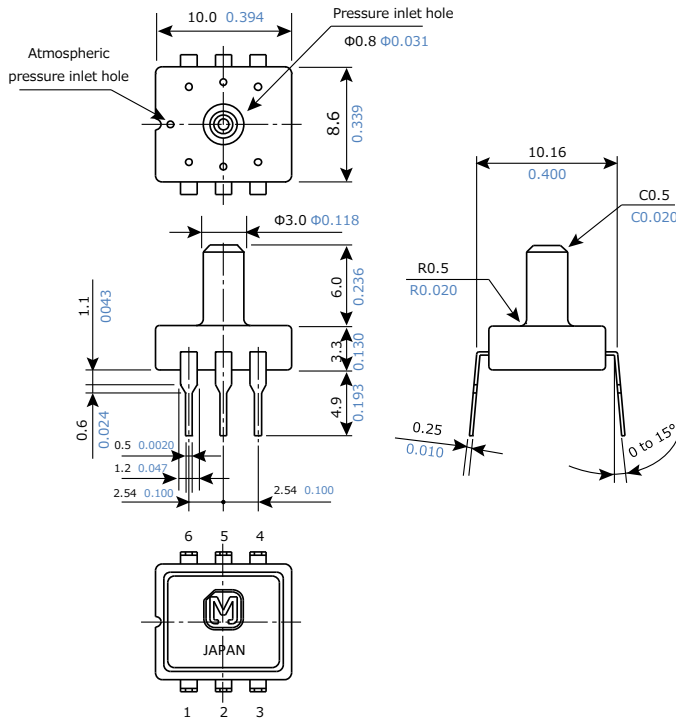 10.0 0.394
Pressure inlet hole
Φ0.8 Φ0.031
Atmospheric
pressure inlet hole
8.6
0.339
10.16
0.400
C0.5
C0.020
Φ3.0 Φ0.118
R0.5
R0.020
6.0
0.236
1.1
0043
3.3
0.130
4.9
0.193
0.6
0.024
0.25
0.010
0 to 15°
0.5 0.0020
1.2 0.047
2.54 0.100
2.54 0.100
6 5 4
M
JAPAN
1 2 3